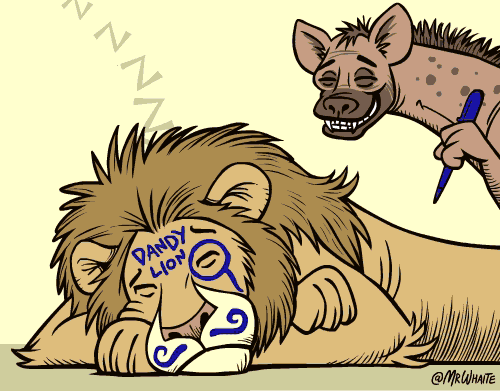 Z Z Z Z Z
DANDY
LION
@MRWHAITE